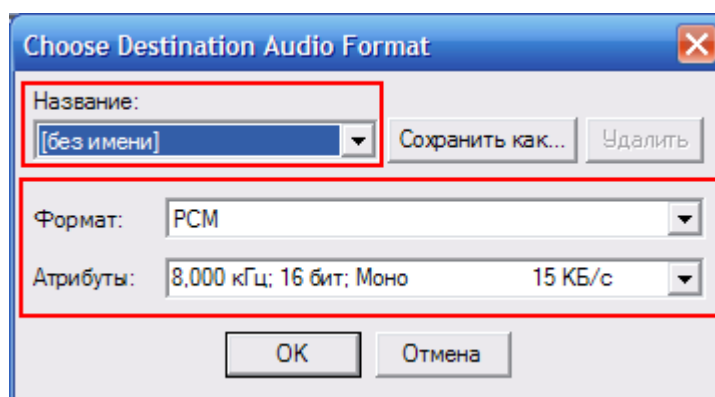 Choose Destination Audio Format
Название:
[без имени] Сохранить как... Удалить
Формат: PCM
Атрибуты: 8,000 кГц; 16 бит; Моно 15 КБ/с
OK Отмена